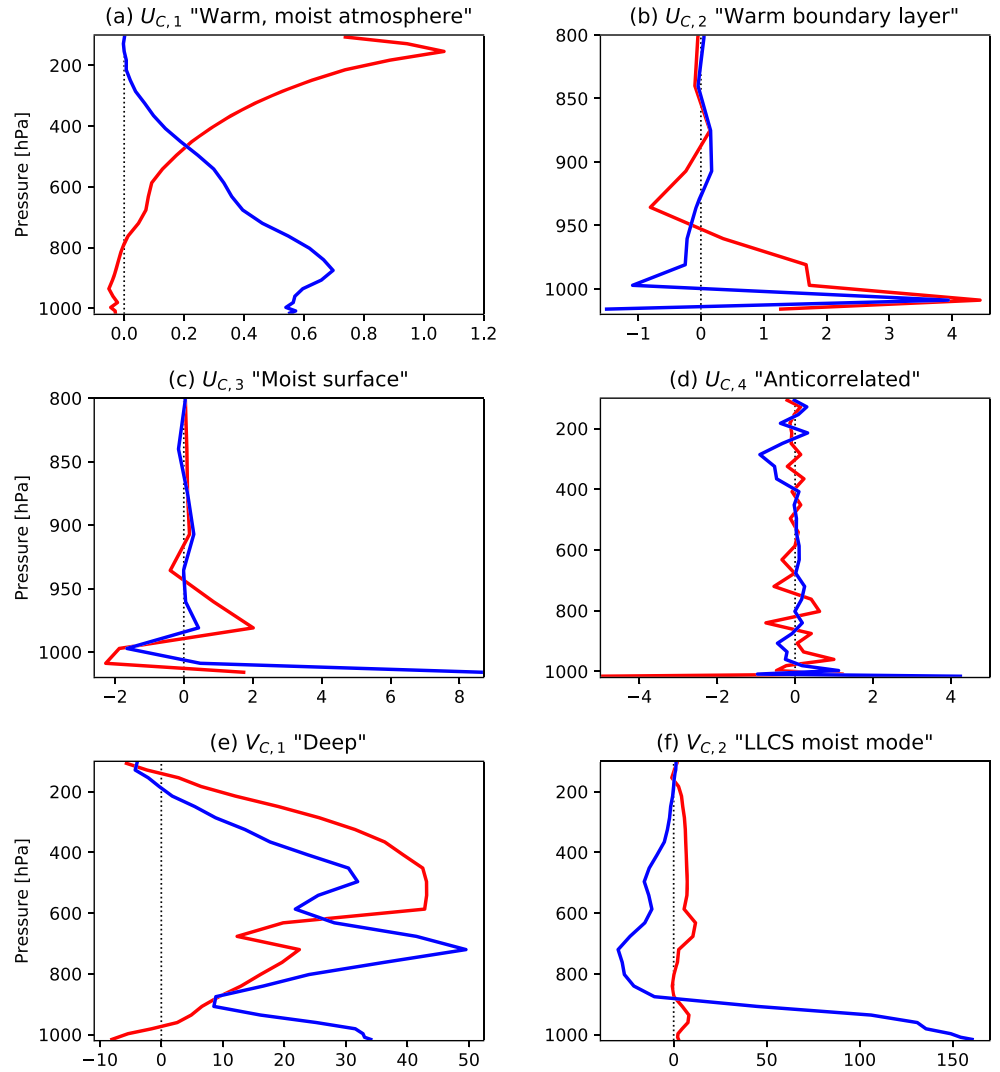 (a) U_C,1 "Warm, moist atmosphere"
Pressure [hPa]
200
400
600
800
1000
0.0 0.2 0.4 0.6 0.8 1.0 1.2
(b) U_C,2 "Warm boundary layer"
800
850
900
950
1000
−1 0 1 2 3 4
(c) U_C,3 "Moist surface"
Pressure [hPa]
800
850
900
950
1000
−2 0 2 4 6 8
(d) U_C,4 "Anticorrelated"
200
400
600
800
1000
−4 −2 0 2 4
(e) V_C,1 "Deep"
Pressure [hPa]
200
400
600
800
1000
−10 0 10 20 30 40 50
(f) V_C,2 "LLCS moist mode"
200
400
600
800
1000
0 50 100 150